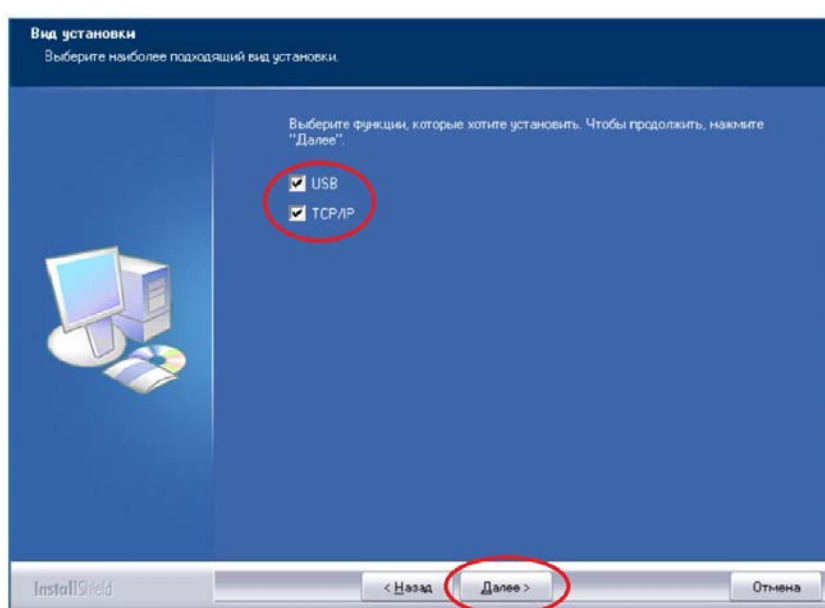 Вид установки
Выберите наиболее подходящий вид установки.
Выберите функции, которые хотите установить. Чтобы продолжить, нажмите
"Далее".
USB
TCP/IP
InstallShield
< Назад
Далее >
Отмена